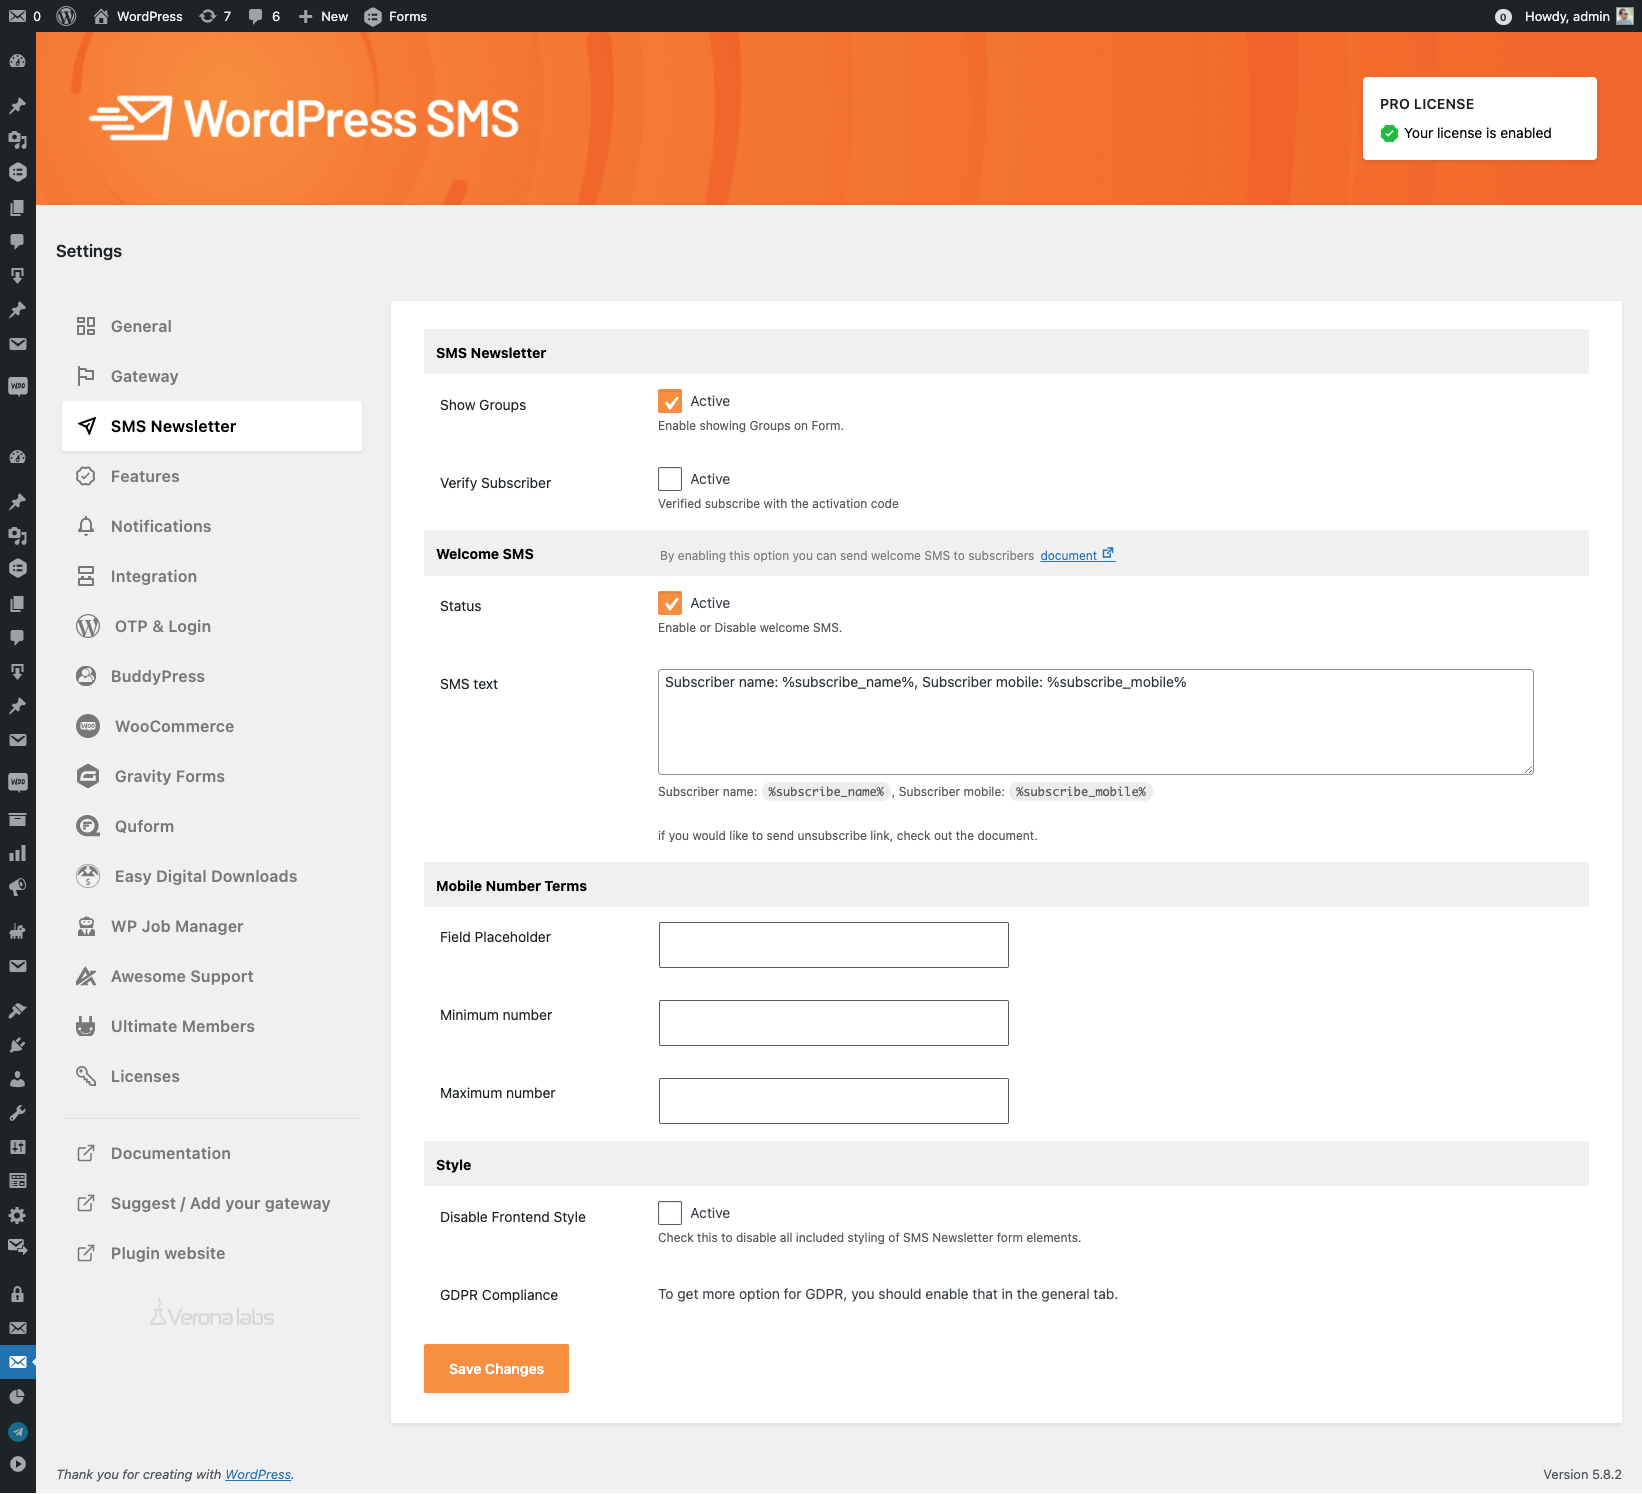 0 WordPress 7 6 New Forms 0 Howdy, admin
WordPress SMS
PRO LICENSE
Your license is enabled
Settings
General
Gateway
SMS Newsletter
Features
Notifications
Integration
OTP & Login
BuddyPress
WooCommerce
Gravity Forms
Quform
Easy Digital Downloads
WP Job Manager
Awesome Support
Ultimate Members
Licenses
Documentation
Suggest / Add your gateway
Plugin website
Verona labs
SMS Newsletter
Show Groups Active
Enable showing Groups on Form.
Verify Subscriber Active
Verified subscribe with the activation code
Welcome SMS By enabling this option you can send welcome SMS to subscribers document
Status Active
Enable or Disable welcome SMS.
SMS text Subscriber name: %subscribe_name%, Subscriber mobile: %subscribe_mobile%
Subscriber name: %subscribe_name% , Subscriber mobile: %subscribe_mobile%
if you would like to send unsubscribe link, check out the document.
Mobile Number Terms
Field Placeholder
Minimum number
Maximum number
Style
Disable Frontend Style Active
Check this to disable all included styling of SMS Newsletter form elements.
GDPR Compliance To get more option for GDPR, you should enable that in the general tab.
Save Changes
Thank you for creating with WordPress. Version 5.8.2